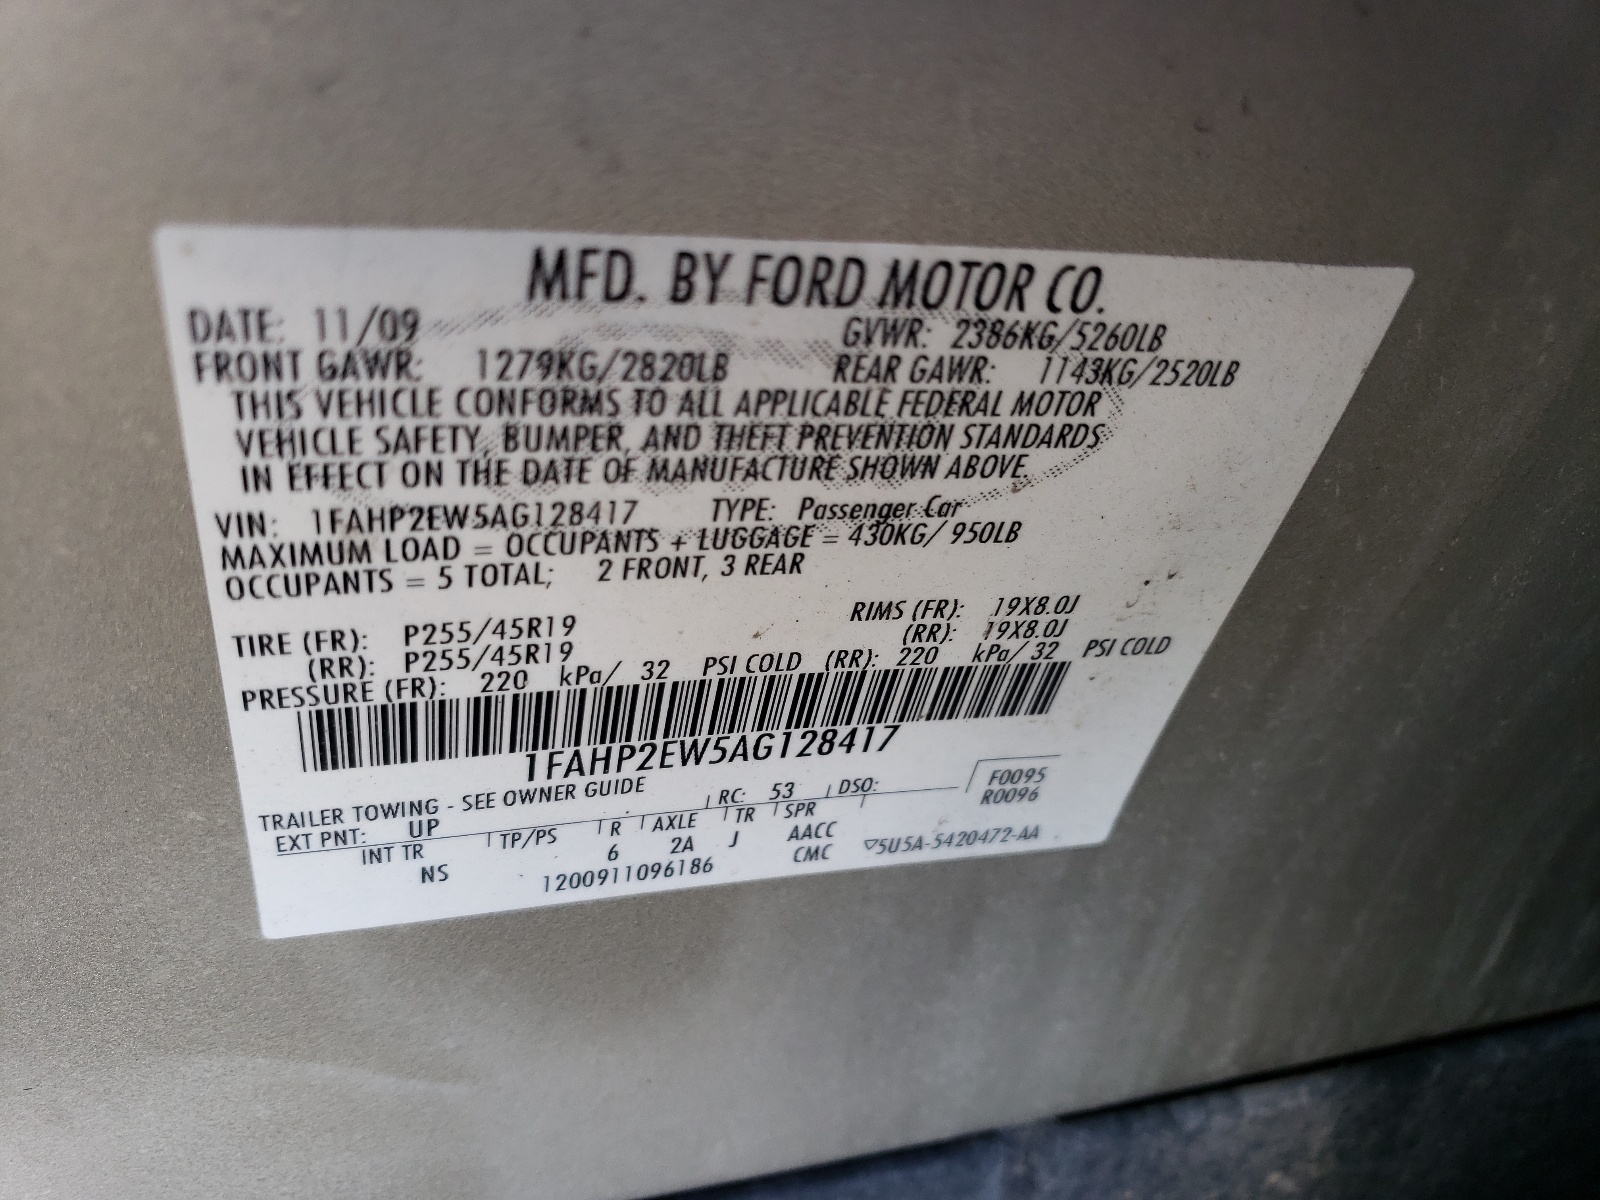 MFD. BY FORD MOTOR CO.
DATE: 11/09 GVWR: 2386KG/5260LB
FRONT GAWR: 1279KG/2820LB REAR GAWR: 1143KG/2520LB
THIS VEHICLE CONFORMS TO ALL APPLICABLE FEDERAL MOTOR
VEHICLE SAFETY, BUMPER, AND THEFT PREVENTION STANDARDS
IN EFFECT ON THE DATE OF MANUFACTURE SHOWN ABOVE.
VIN: 1FAHP2EW5AG128417 TYPE: Passenger Car
MAXIMUM LOAD = OCCUPANTS + LUGGAGE = 430KG/ 950LB
OCCUPANTS = 5 TOTAL; 2 FRONT, 3 REAR
TIRE (FR): P255/45R19 RIMS (FR): 19X8.0J
(RR): P255/45R19 (RR): 19X8.0J
PRESSURE (FR): 220 kPa/ 32 PSI COLD (RR): 220 kPa/ 32 PSI COLD
1FAHP2EW5AG128417
TRAILER TOWING - SEE OWNER GUIDE
EXT PNT: UP RC: 53 DSO: F0095
R0096
INT TR TP/PS R AXLE TR SPR
NS 6 2A J AACC
CMC
1200911096186
▽5U5A-5420472-AA